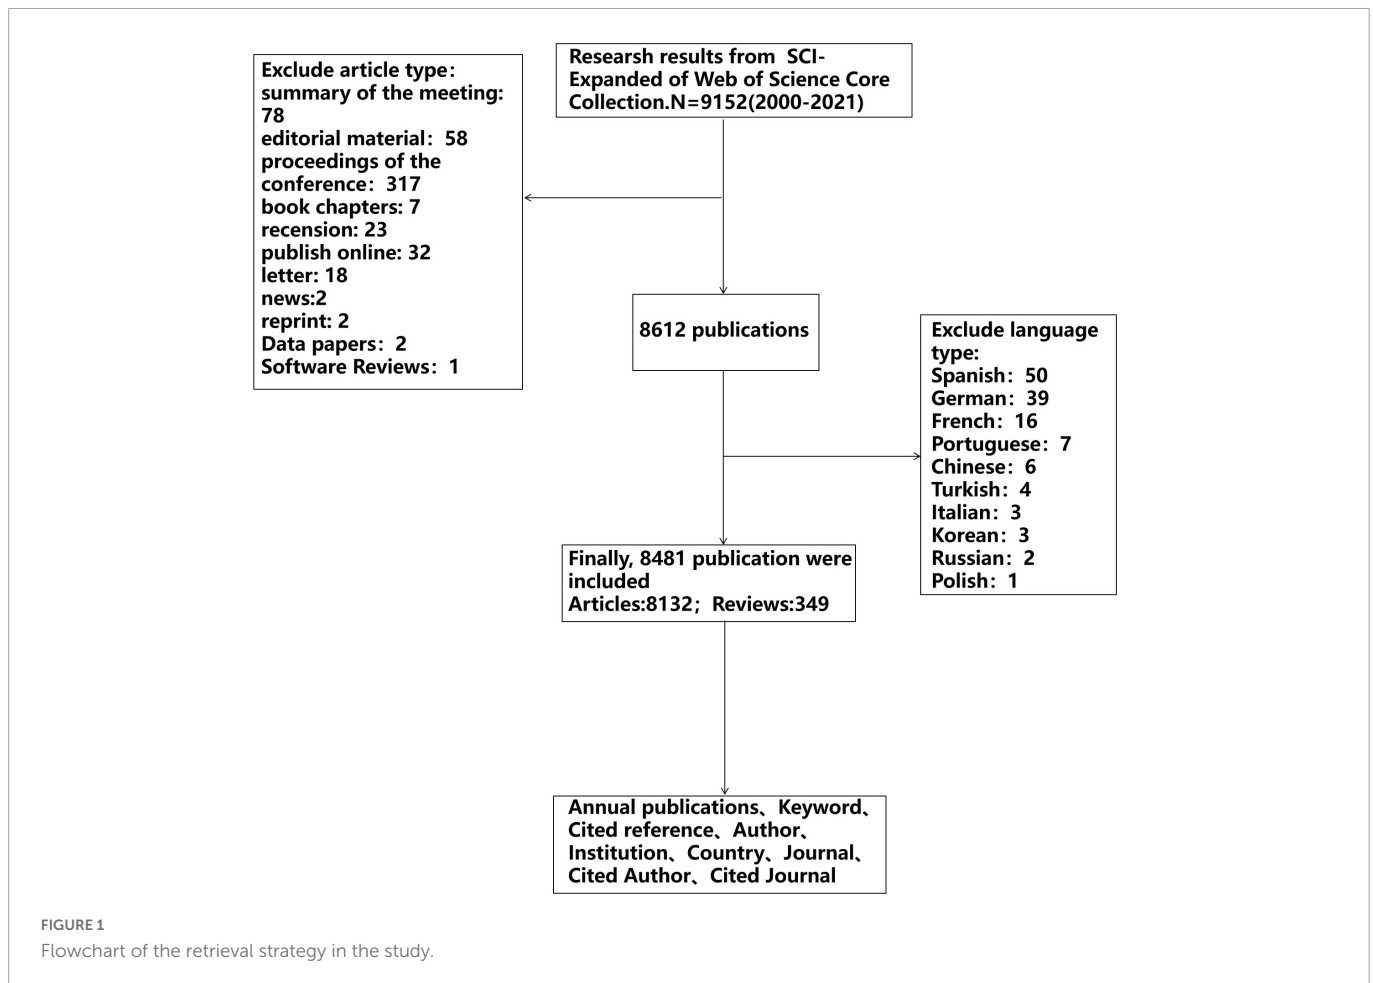 Researsh results from SCI-
Expanded of Web of Science Core
Collection.N=9152(2000-2021)
Exclude article type：
summary of the meeting:
78
editorial material：58
proceedings of the
conference：317
book chapters: 7
recension: 23
publish online: 32
letter: 18
news:2
reprint: 2
Data papers：2
Software Reviews：1
8612 publications
Exclude language
type:
Spanish：50
German：39
French：16
Portuguese：7
Chinese：6
Turkish：4
Italian：3
Korean：3
Russian：2
Polish：1
Finally, 8481 publication were
included
Articles:8132；Reviews:349
Annual publications、Keyword、
Cited reference、Author、
Institution、Country、Journal、
Cited Author、Cited Journal
FIGURE 1
Flowchart of the retrieval strategy in the study.